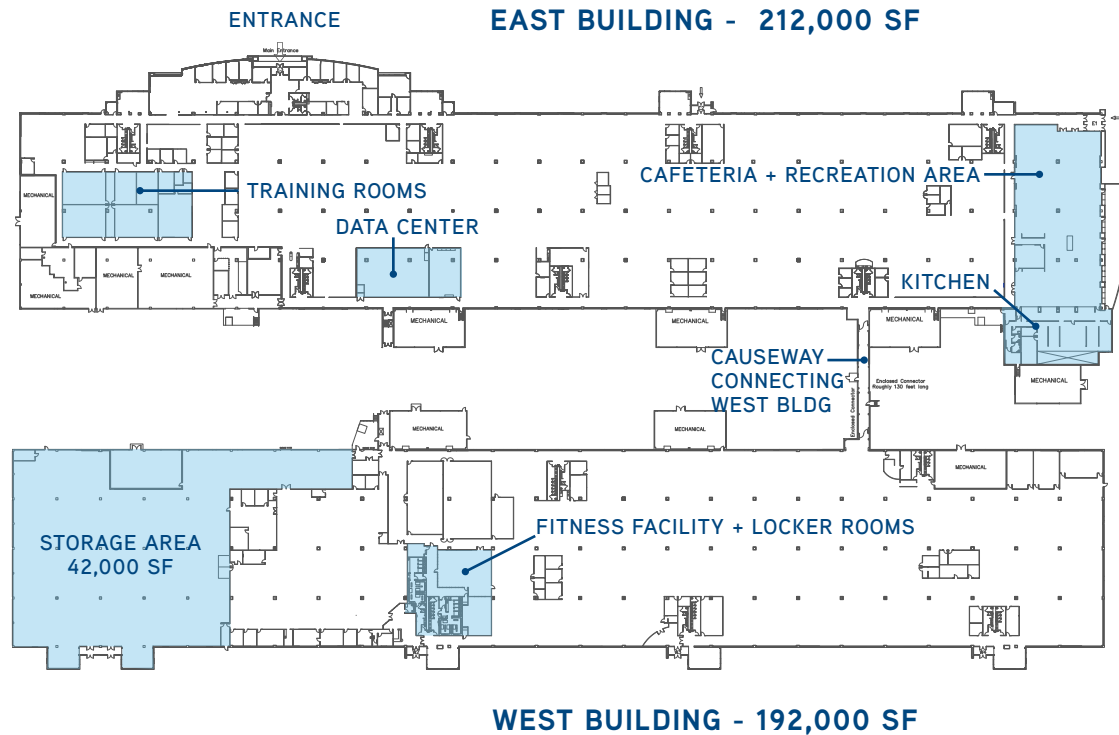 ENTRANCE
EAST BUILDING - 212,000 SF
Main Entrance
MECHANICAL
TRAINING ROOMS
CAFETERIA + RECREATION AREA
DATA CENTER
MECHANICAL
MECHANICAL
MECHANICAL
KITCHEN
MECHANICAL
MECHANICAL
MECHANICAL
CAUSEWAY
CONNECTING
WEST BLDG
Enclosed Connector
Roughly 130 feet long
MECHANICAL
Enclosed Connector
MECHANICAL
MECHANICAL
MECHANICAL
STORAGE AREA
42,000 SF
FITNESS FACILITY + LOCKER ROOMS
WEST BUILDING - 192,000 SF